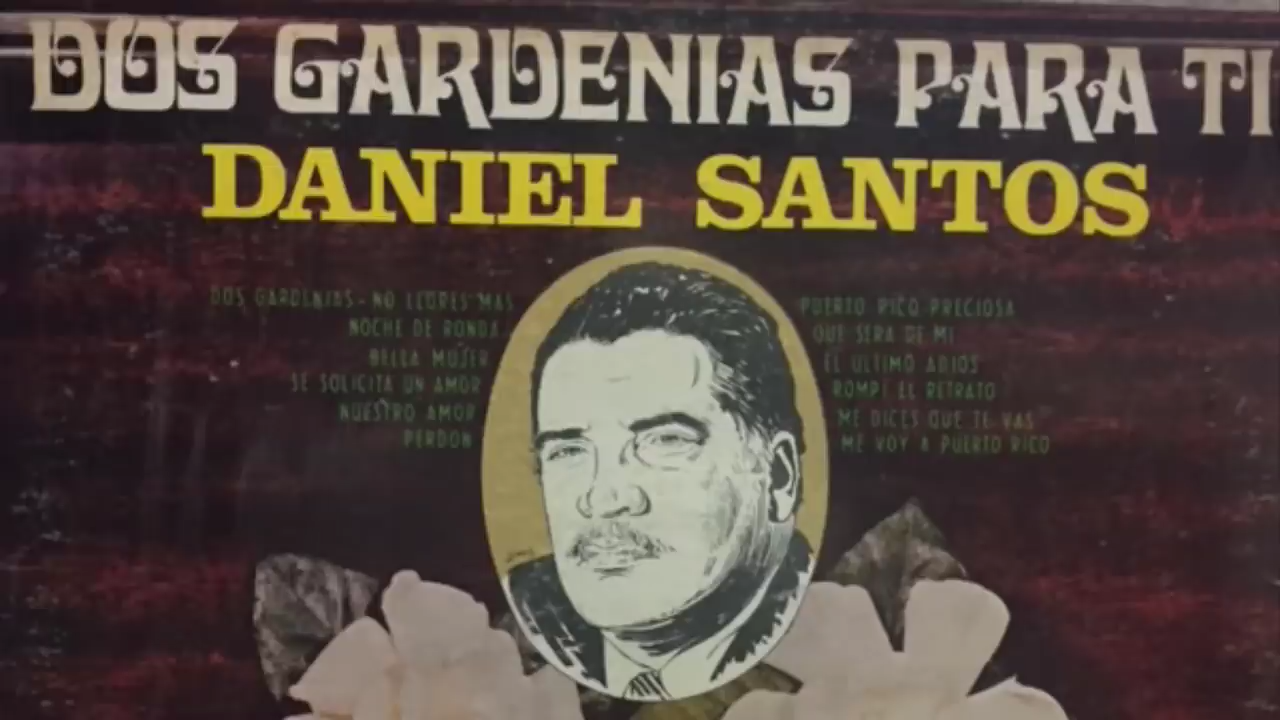 DOS GARDENIAS PARA TI
DANIEL SANTOS
DOS GARDENIAS - NO LLORES MAS
NOCHE DE RONDA
BELLA MUJER
SE SOLICITA UN AMOR
NUESTRO AMOR
PERDON
PUERTO RICO PRECIOSA
QUE SERA DE MI
EL ULTIMO ADIOS
ROMPI EL RETRATO
ME DICES QUE TE VAS
ME VOY A PUERTO RICO